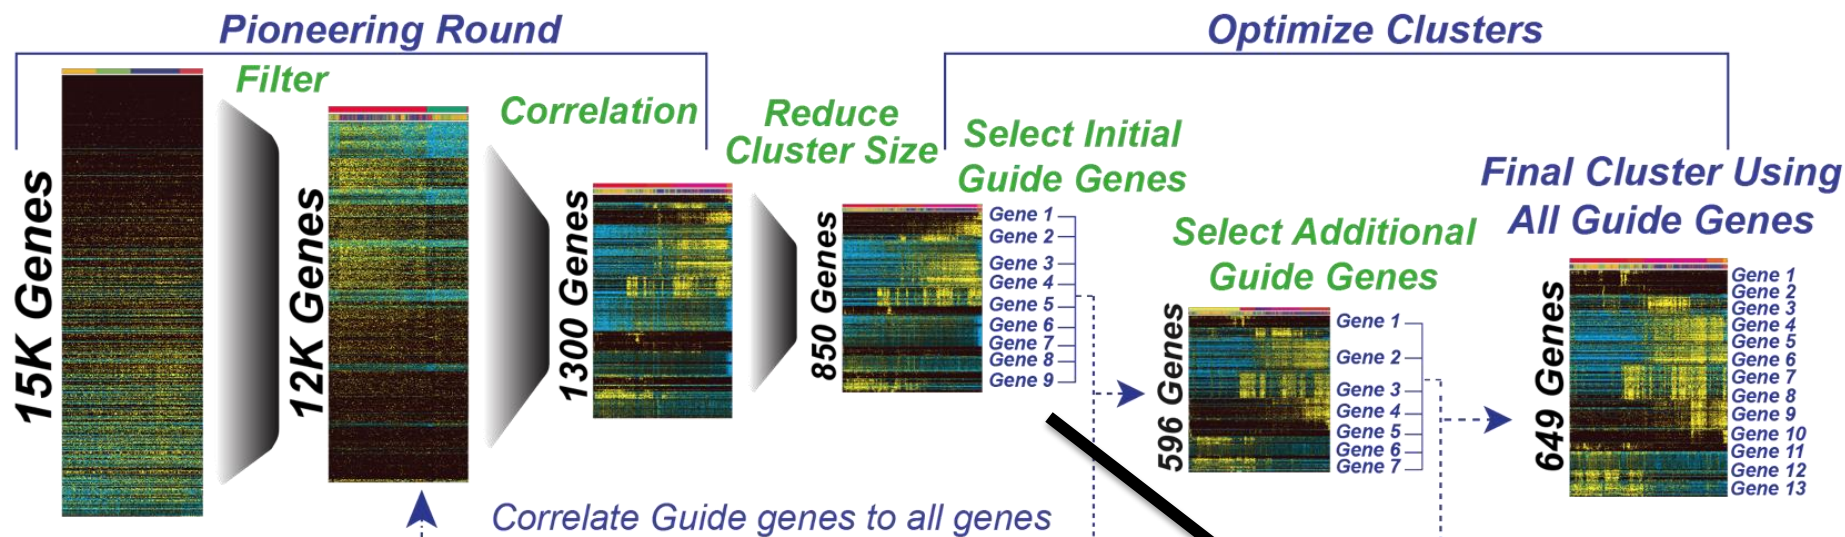 Pioneering Round
Optimize Clusters
Filter
Correlation
Reduce
Cluster Size
Select Initial
Guide Genes
Select Additional
Guide Genes
Final Cluster Using
All Guide Genes
15K Genes
12K Genes
1300 Genes
850 Genes
Gene 1
Gene 2
Gene 3
Gene 4
Gene 5
Gene 6
Gene 7
Gene 8
Gene 9
596 Genes
Gene 1
Gene 2
Gene 3
Gene 4
Gene 5
Gene 6
Gene 7
649 Genes
Gene 1
Gene 2
Gene 3
Gene 4
Gene 5
Gene 6
Gene 7
Gene 8
Gene 9
Gene 10
Gene 11
Gene 12
Gene 13
Correlate Guide genes to all genes